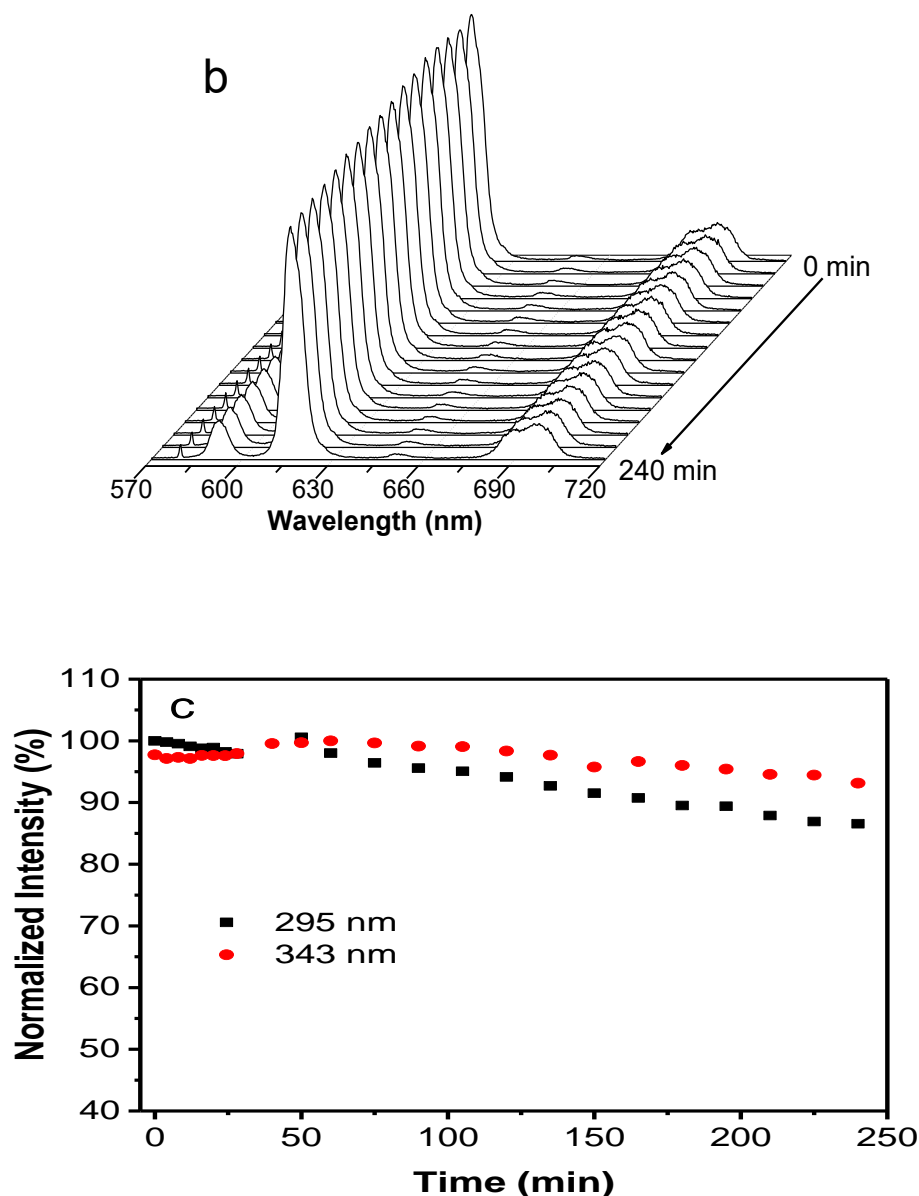 b
0 min
240 min
570 600 630 660 690 720
Wavelength (nm)
110
c
100
90
80
70
60
50
40
Normalized Intensity (%)
295 nm
343 nm
0 50 100 150 200 250
Time (min)